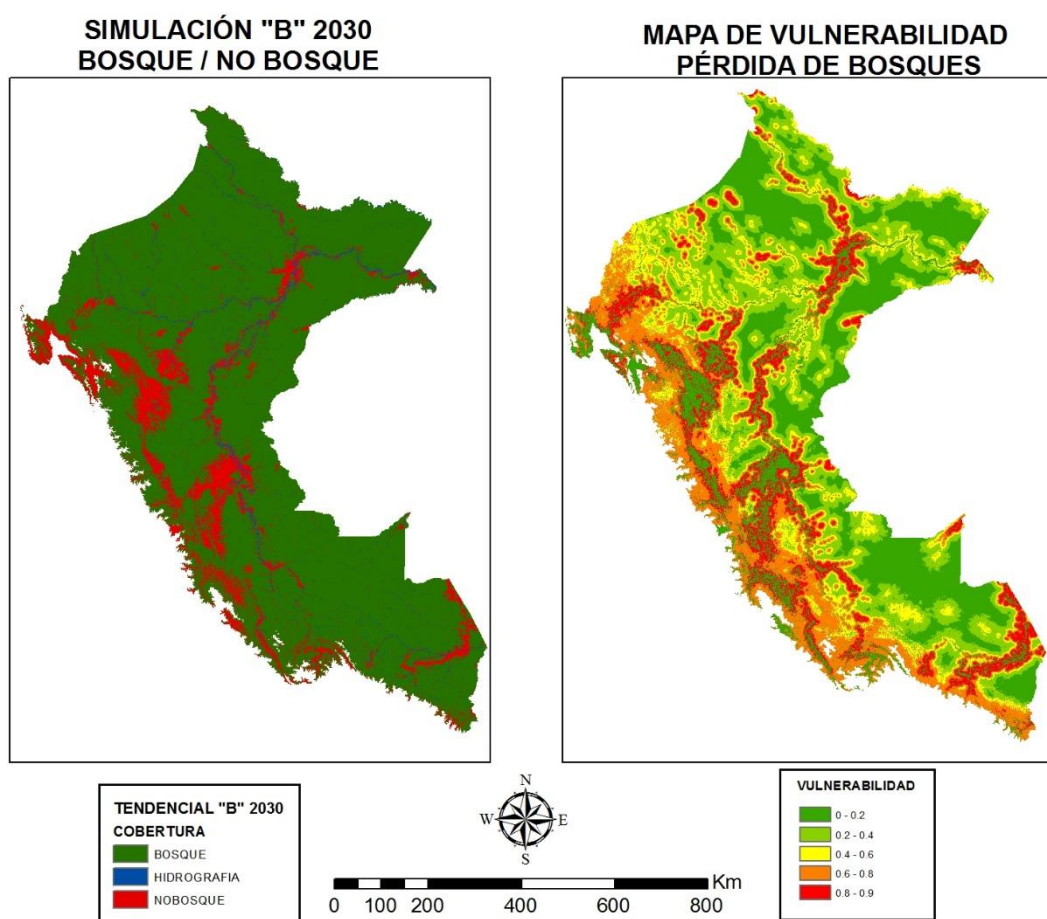 SIMULACIÓN "B" 2030
BOSQUE / NO BOSQUE
MAPA DE VULNERABILIDAD
PÉRDIDA DE BOSQUES
TENDENCIAL "B" 2030
COBERTURA
BOSQUE
HIDROGRAFIA
NOBOSQUE
N
W E
S
Km
0 100 200 400 600 800
VULNERABILIDAD
0 - 0.2
0.2 - 0.4
0.4 - 0.6
0.6 - 0.8
0.8 - 0.9